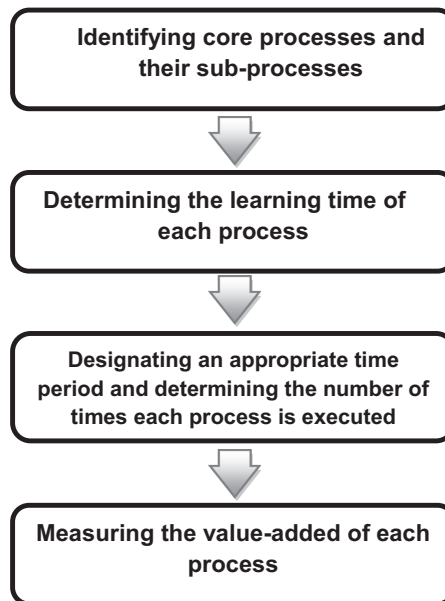 Identifying core processes and
their sub-processes
Determining the learning time of
each process
Designating an appropriate time
period and determining the number of
times each process is executed
Measuring the value-added of each
process